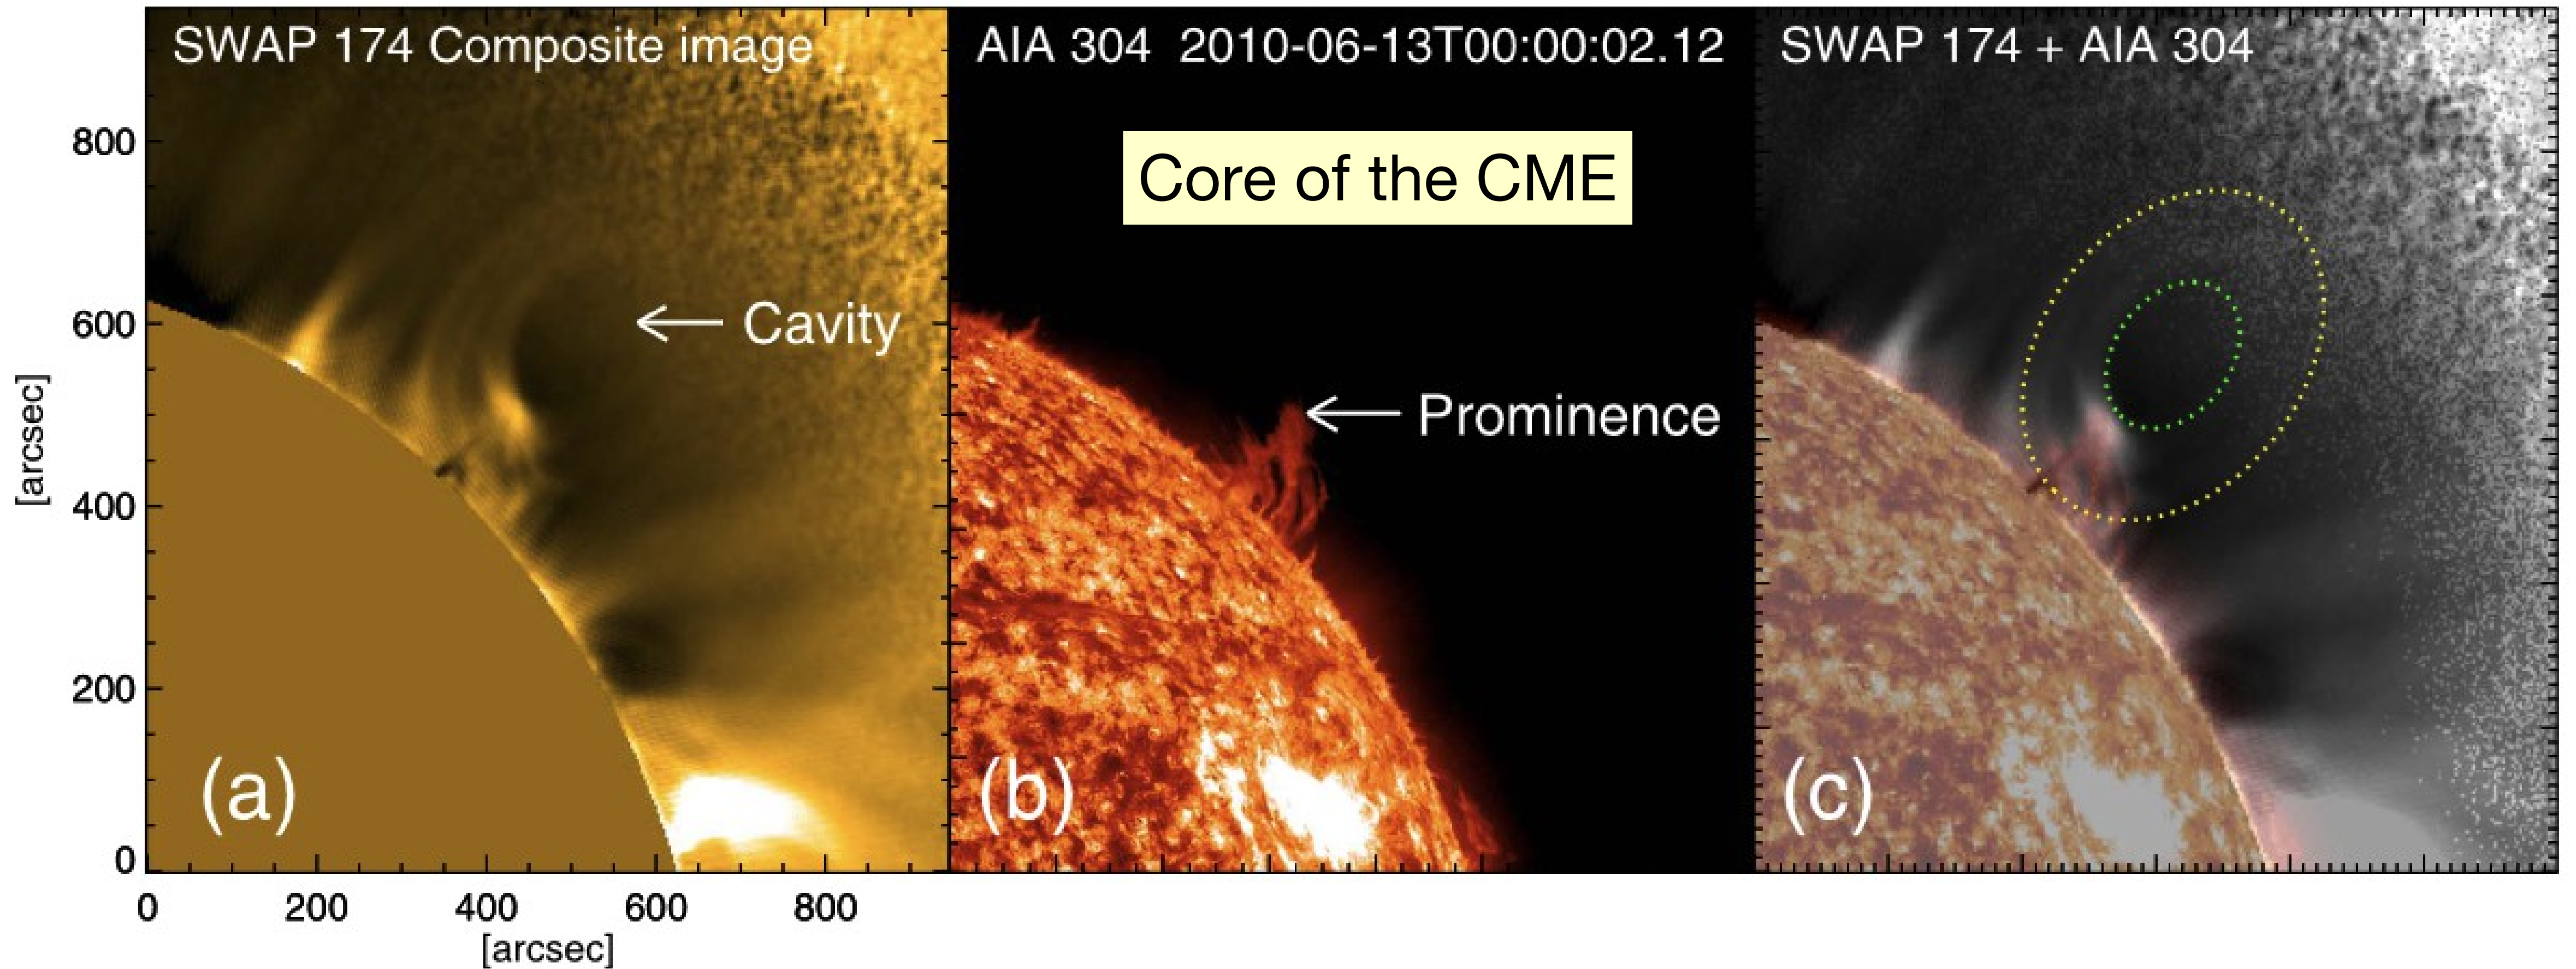 SWAP 174 Composite image
AIA 304 2010-06-13T00:00:02.12
SWAP 174 + AIA 304
Core of the CME
Cavity
Prominence
(a)
(b)
(c)
[arcsec]
800
600
400
200
0
0 200 400 600 800
[arcsec]